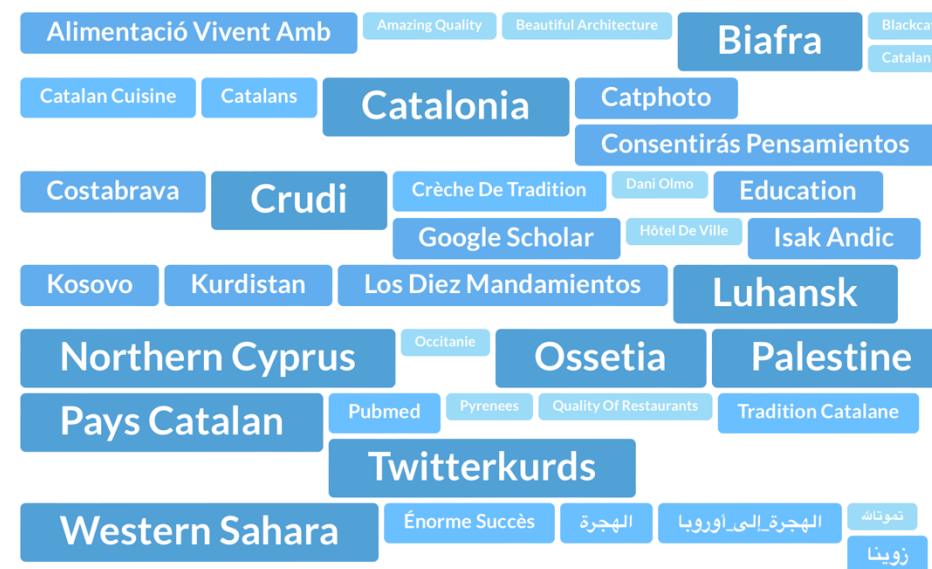 Alimentació Vivent Amb
Amazing Quality
Beautiful Architecture
Biafra
Catalan
Catalan Cuisine
Catalans
Catalonia
Catphoto
Consentirás Pensamientos
Costabrava
Crudi
Crèche De Tradition
Dani Olmo
Education
Google Scholar
Hôtel De Ville
Isak Andic
Kosovo
Kurdistan
Los Diez Mandamientos
Luhansk
Northern Cyprus
Occitanie
Ossetia
Palestine
Pays Catalan
Pubmed
Pyrenees
Quality Of Restaurants
Tradition Catalane
Twitterkurds
Western Sahara
Énorme Succès
الهجرة
الهجرة_إلى_أوروبا
تموتالله
زوينا